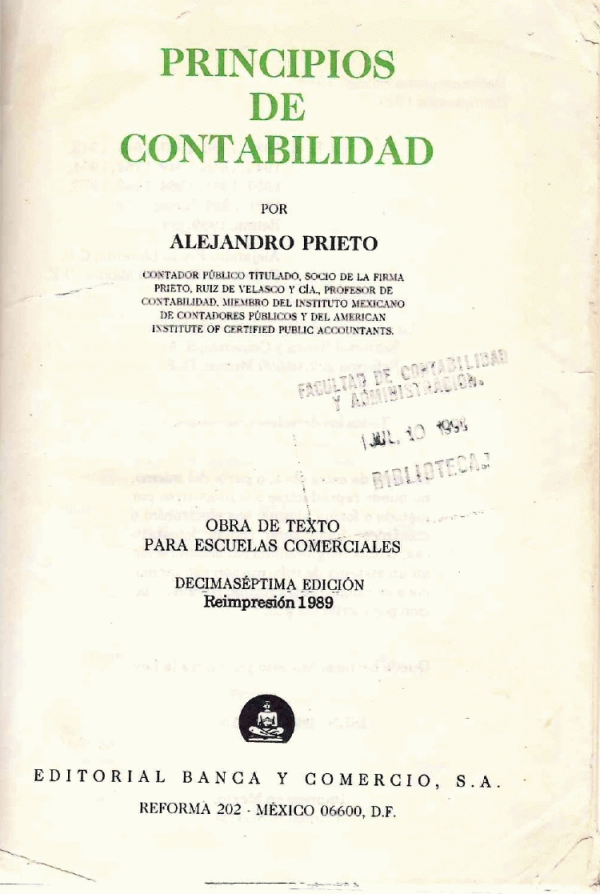 PRINCIPIOS
DE
CONTABILIDAD
POR
ALEJANDRO PRIETO
CONTADOR PÚBLICO TITULADO, SOCIO DE LA FIRMA
PRIETO, RUIZ DE VELASCO Y CÍA., PROFESOR DE
CONTABILIDAD, MIEMBRO DEL INSTITUTO MEXICANO
DE CONTADORES PÚBLICOS Y DEL AMERICAN
INSTITUTE OF CERTIFIED PUBLIC ACCOUNTANTS.
FACULTAD DE CONTABILIDAD
Y ADMINISTRACION.
JUL. 10
BIBLIOTECA
OBRA DE TEXTO
PARA ESCUELAS COMERCIALES
DECIMASÉPTIMA EDICIÓN
Reimpresión 1989
EDITORIAL BANCA Y COMERCIO, S.A.
REFORMA 202 - MÉXICO 06600, D.F.